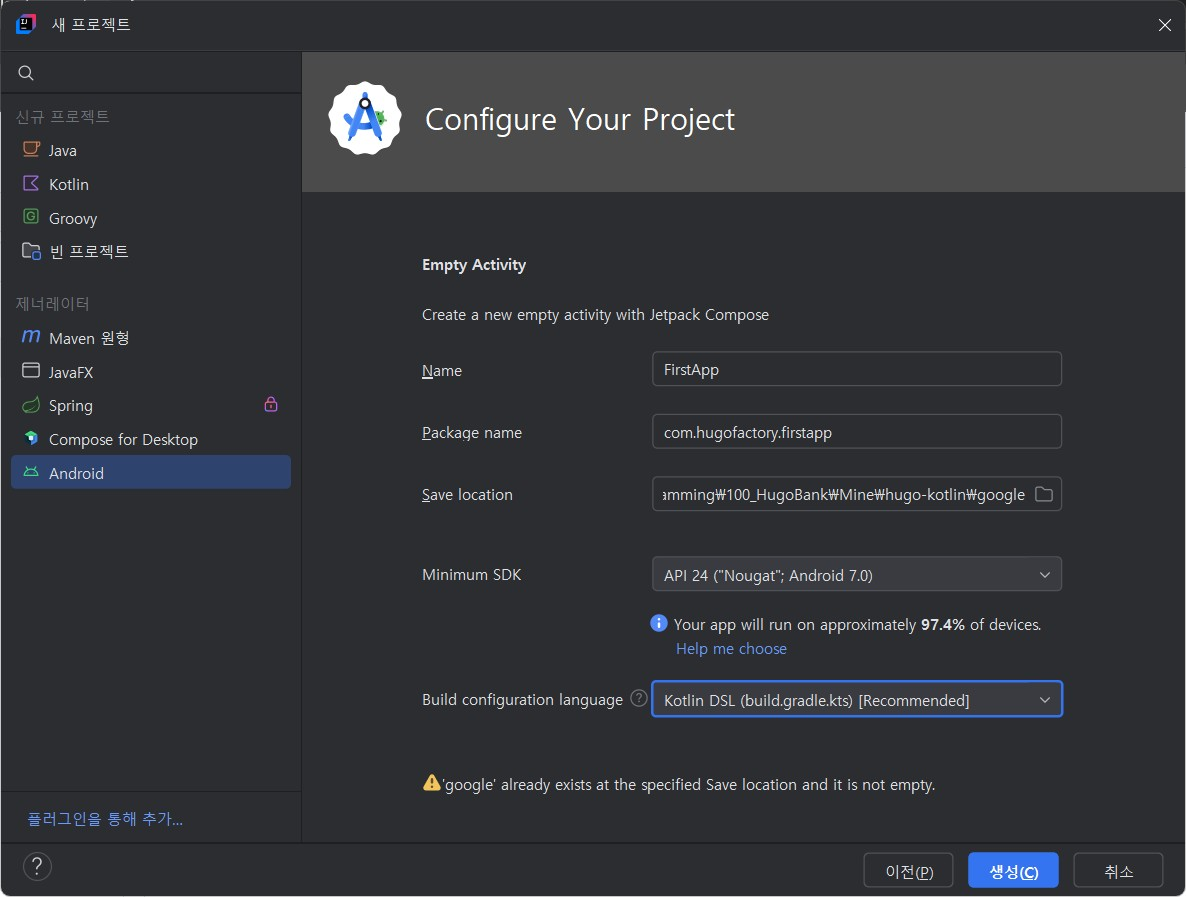 새 프로젝트
신규 프로젝트
Java
Kotlin
Groovy
빈 프로젝트
제너레이터
Maven 원형
JavaFX
Spring
Compose for Desktop
Android
플러그인을 통해 추가...
Configure Your Project
Empty Activity
Create a new empty activity with Jetpack Compose
Name FirstApp
Package name com.hugofactory.firstapp
Save location amming₩100_HugoBank₩Mine₩hugo-kotlin₩google
Minimum SDK API 24 ("Nougat"; Android 7.0)
Your app will run on approximately 97.4% of devices.
Help me choose
Build configuration language ? Kotlin DSL (build.gradle.kts) [Recommended]
'google' already exists at the specified Save location and it is not empty.
? 이전(P) 생성(C) 취소